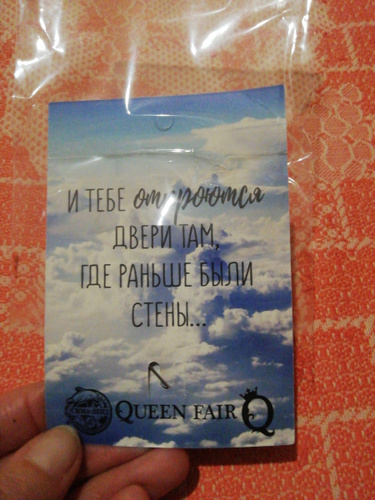 И ТЕБЕ откроются
ДВЕРИ ТАМ,
ГДЕ РАНЬШЕ БЫЛИ
СТЕНЫ...
QUEEN FAIR Q